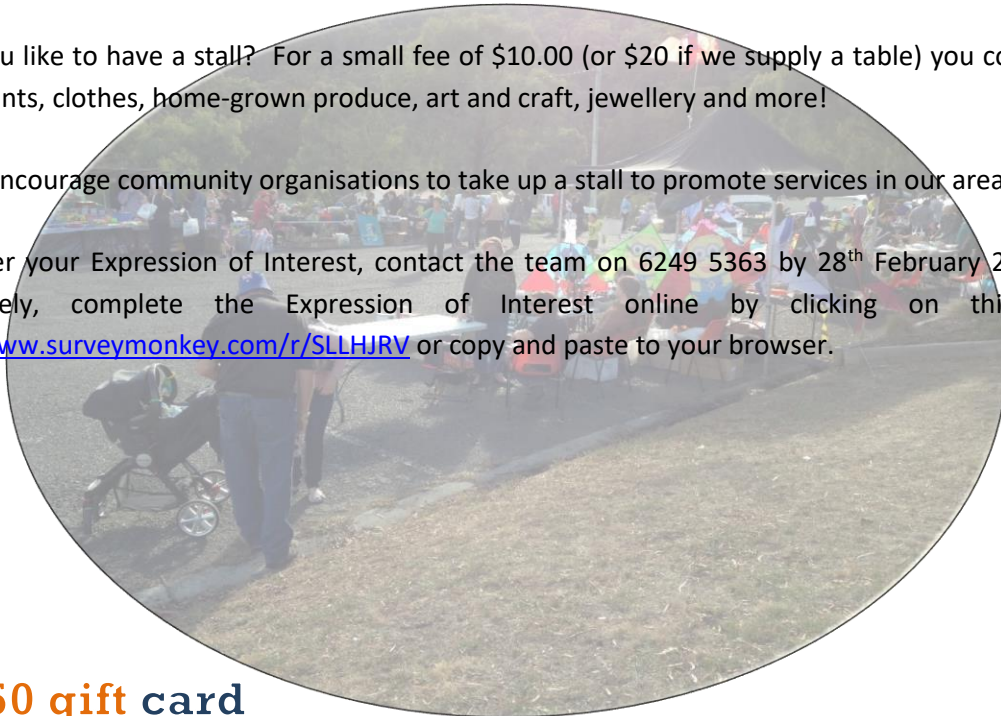 u like to have a stall? For a small fee of $10.00 (or $20 if we supply a table) you co
nts, clothes, home-grown produce, art and craft, jewellery and more!
ncourage community organisations to take up a stall to promote services in our area
er your Expression of Interest, contact the team on 6249 5363 by 28th February 2
ely, complete the Expression of Interest online by clicking on thi
ww.surveymonkey.com/r/SLLHJRV or copy and paste to your browser.
50 gift card